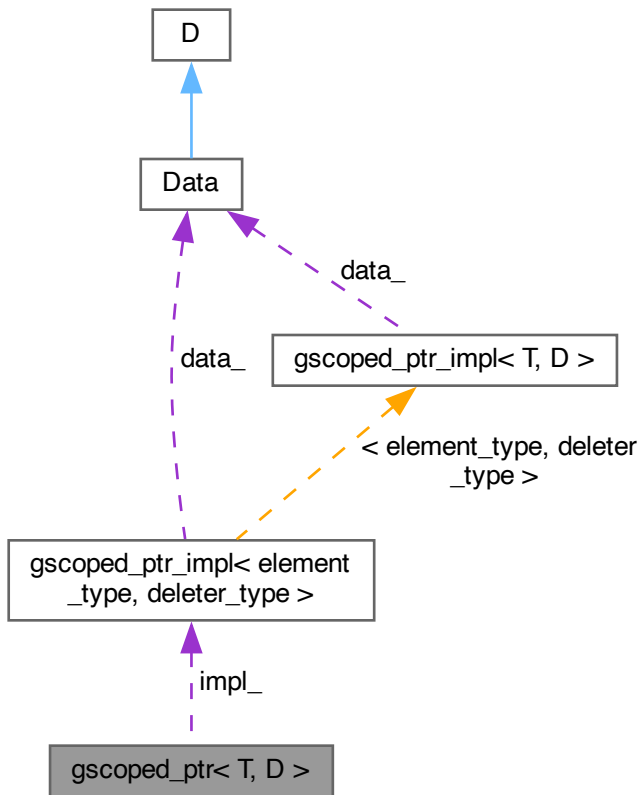 D
Data
data_
gscoped_ptr_impl< T, D >
data_
< element_type, deleter
_type >
gscoped_ptr_impl< element
_type, deleter_type >
impl_
gscoped_ptr< T, D >